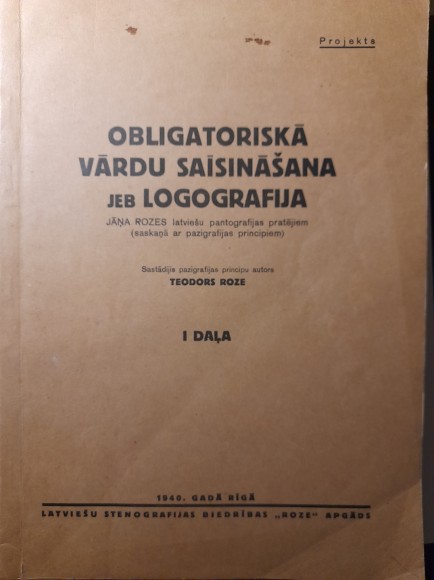 Projekts
OBLIGATORISKĀ
VĀRDU SAĪSINĀŠANA
JEB LOGOGRAFIJA
JĀŅA ROZES latviešu pantografijas pratējiem
(saskaņā ar pazigrafijas principiem)
Sastādījis pazigrafijas principu autors
TEODORS ROZE
I DAĻA
1940. GADĀ RĪGĀ
LATVIEŠU STENOGRAFIJAS BIEDRĪBAS „ROZE" APGĀDS